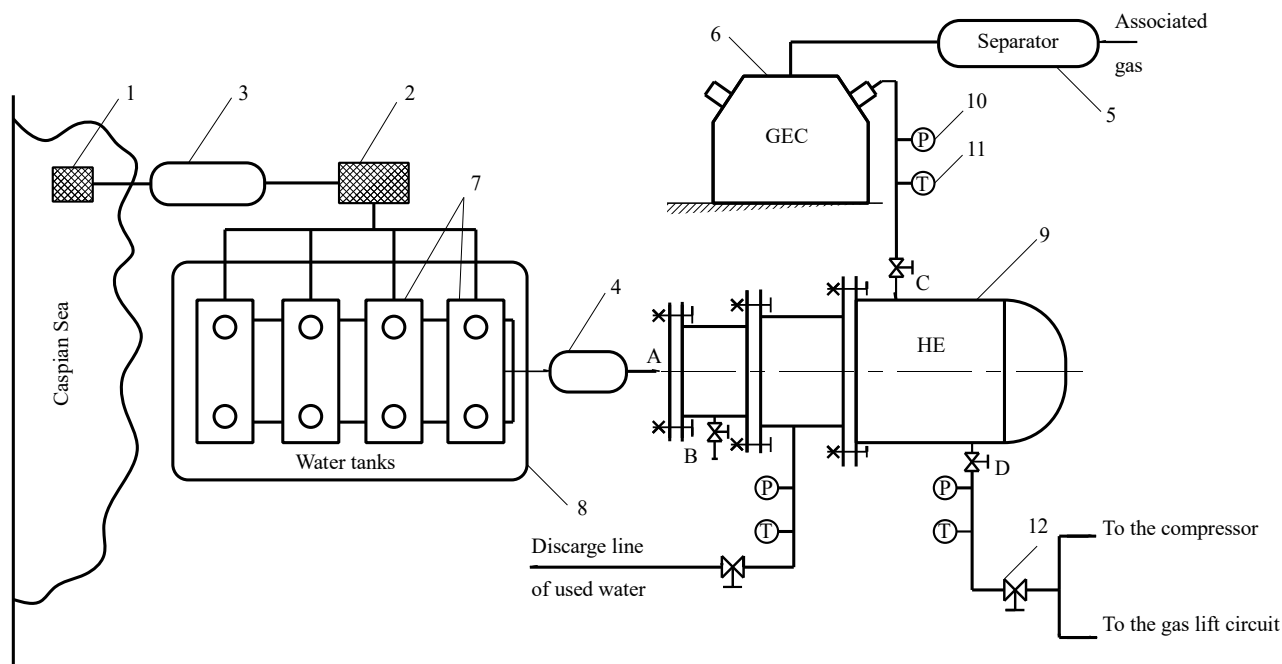 Associated
gas
Separator
5
6
GEC
10
P
11
T
1
3
2
7
9
C
HE
4
A
Caspian Sea
Water tanks
8
B
P
T
Discarge line
of used water
D
P
T
12
To the compressor
To the gas lift circuit